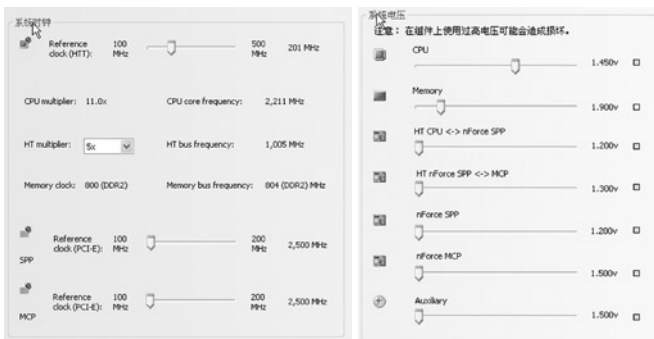 系统时钟
Reference clock (HTT): 100 MHz 500 MHz 201 MHz
CPU multiplier: 11.0x CPU core frequency: 2,211 MHz
HT multiplier: 5x HT bus frequency: 1,005 MHz
Memory clock: 800 (DDR2) Memory bus frequency: 804 (DDR2) MHz
SPP Reference clock (PCI-E): 100 MHz 200 MHz 2,500 MHz
MCP Reference clock (PCI-E): 100 MHz 200 MHz 2,500 MHz
系统电压
注意：在组件上使用过高电压可能会造成损坏。
CPU
1.450v
Memory
1.900v
HT CPU <-> nForce SPP
1.200v
HT nForce SPP <-> MCP
1.300v
nForce SPP
1.200v
nForce MCP
1.500v
Auxiliary
1.500v